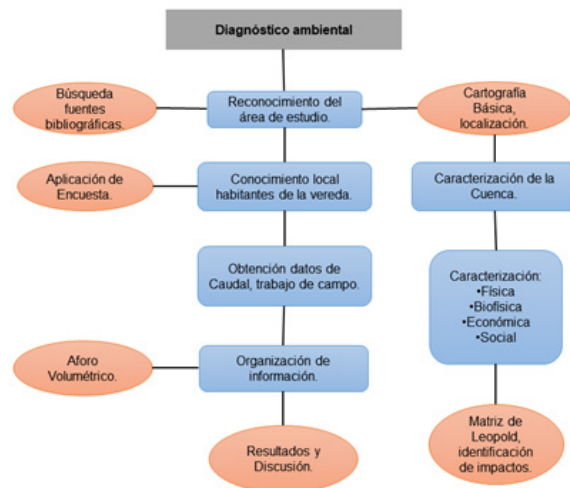 Diagnóstico ambiental
Búsqueda
fuentes
bibliográficas.
Reconocimiento del
área de estudio.
Cartografía
Básica,
localización.
Aplicación de
Encuesta.
Conocimiento local
habitantes de la vereda.
Caracterización de la
Cuenca.
Obtención datos de
Caudal, trabajo de campo.
Caracterización:
•Física
•Biofísica
•Económica
•Social
Aforo
Volumétrico.
Organización de
información.
Resultados y
Discusión.
Matriz de
Leopold,
identificación
de impactos.